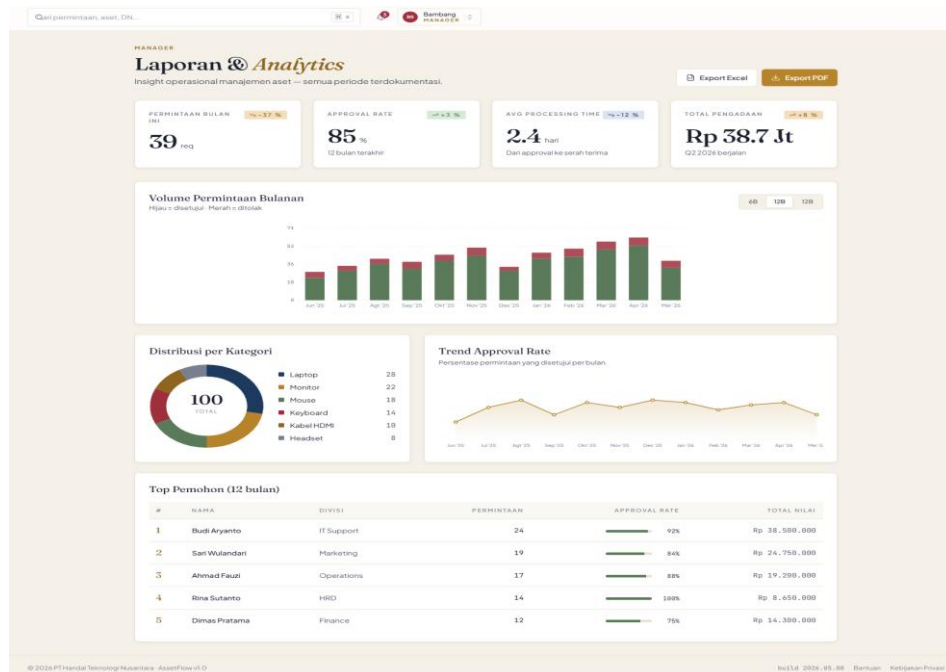 Cari permintaan, aset, DN...
Bambang
MANAGER
MANAGER
Laporan & Analytics
Insight operasional manajemen aset — semua periode terdokumentasi.
Export Excel
Export PDF
PERMINTAAN BULAN INI
39 req
APPROVAL RATE
85 %
12 bulan terakhir
AVG PROCESSING TIME
2.4 hari
Dari approval ke serah terima
TOTAL PENGADAAN
Rp 38.7 Jt
Q2 2026 berjalan
Volume Permintaan Bulanan
Hijau = disetujui · Merah = ditolak
6B 12B 12B
Distribusi per Kategori
100
TOTAL
Laptop 28
Monitor 22
Mouse 18
Keyboard 14
Kabel HDMI 10
Headset 8
Trend Approval Rate
Persentase permintaan yang disetujui per bulan.
Top Pemohon (12 bulan)
# NAMA DIVISI PERMINTAAN APPROVAL RATE TOTAL NILAI
1 Budi Aryanto IT Support 24 92% Rp 38.500.000
2 Sari Wulandari Marketing 19 84% Rp 24.750.000
3 Ahmad Fauzi Operations 17 88% Rp 19.200.000
4 Rina Sutanto HRD 14 100% Rp 8.650.000
5 Dimas Pratama Finance 12 75% Rp 14.300.000
© 2026 PT Handal Teknologi Nusantara · AssetFlow v1.0
build 2026.05.08 Bantuan Kebijakan Privasi